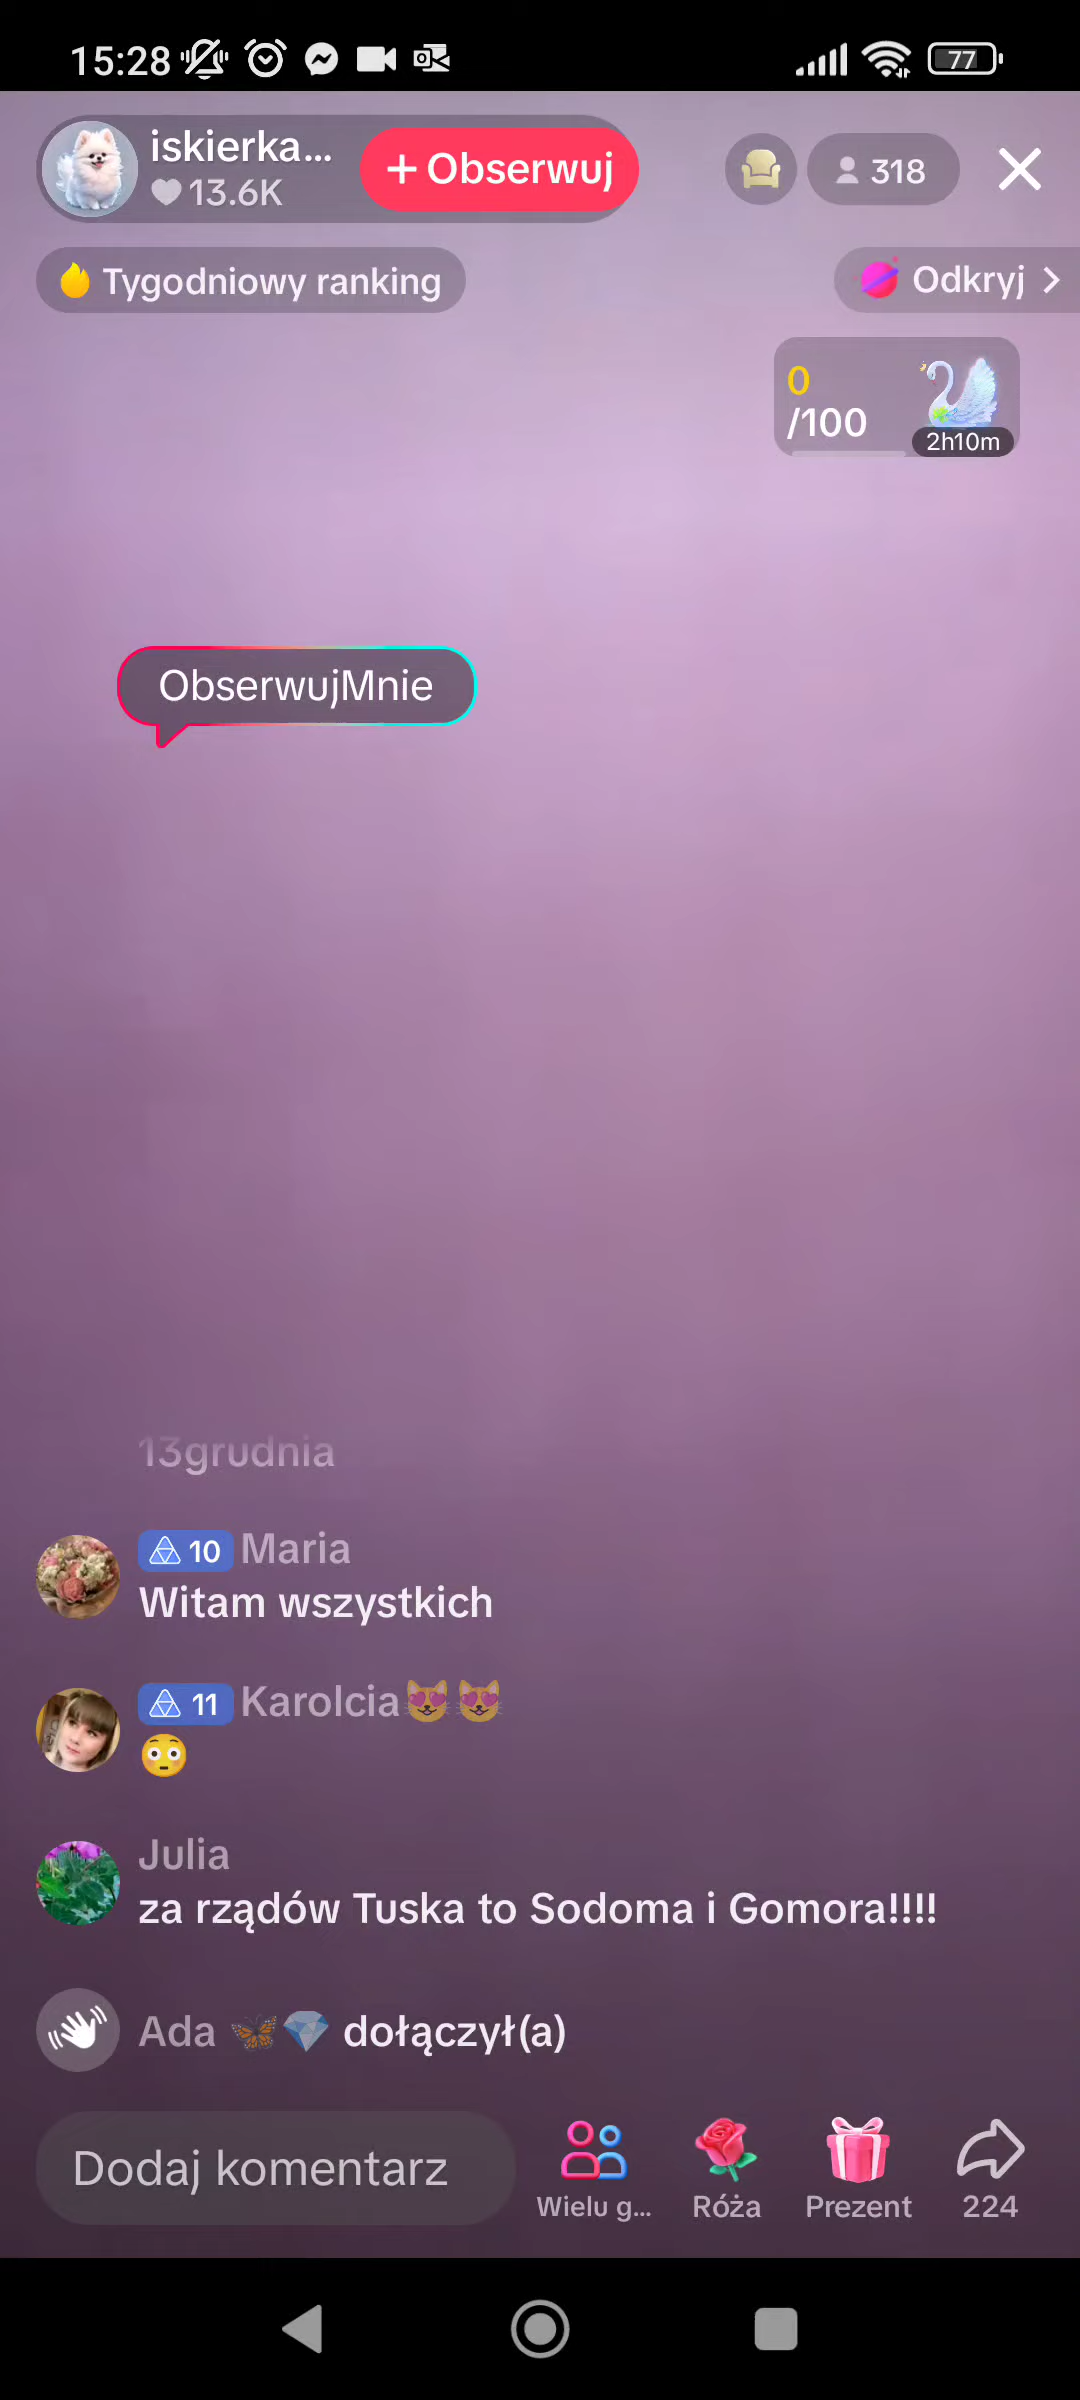 15:28
77
iskierka...
13.6K
+ Obserwuj
318
Tygodniowy ranking
Odkryj
0
/100
2h10m
ObserwujMnie
13grudnia
10 Maria
Witam wszystkich
11 Karolcia😻😻
😳
Julia
za rządów Tuska to Sodoma i Gomora!!!!
Ada 🦋💎 dołączył(a)
Dodaj komentarz
Wielu g...
Róża
Prezent
224